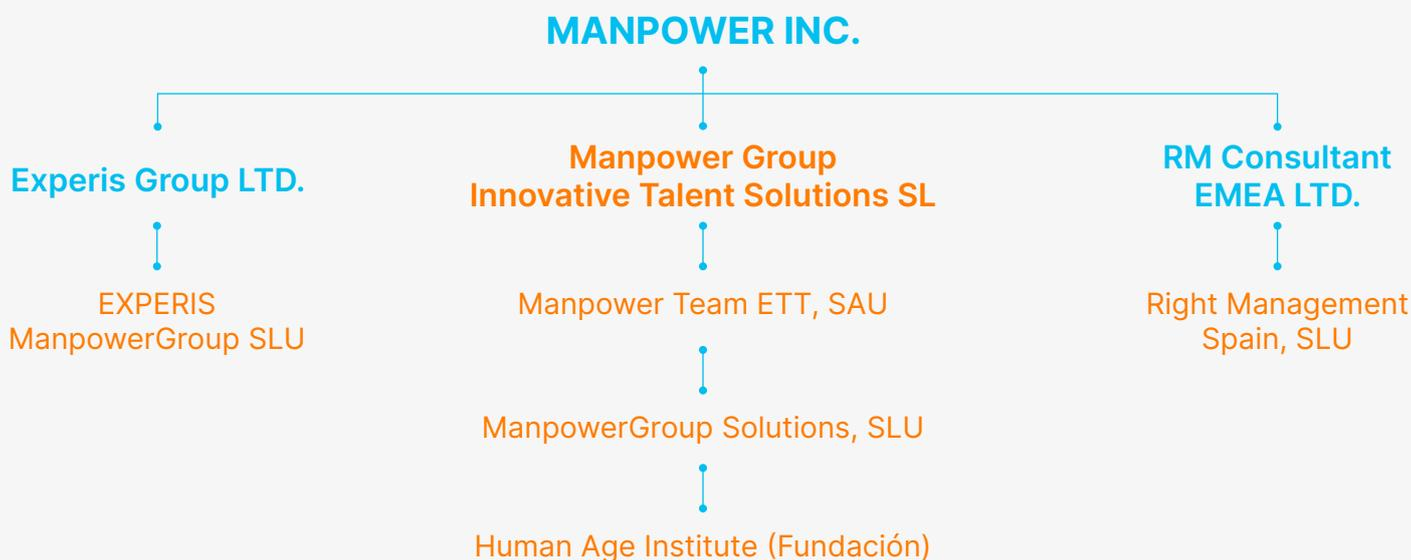 MANPOWER INC.
Experis Group LTD.
Manpower Group
Innovative Talent Solutions SL
RM Consultant
EMEA LTD.
EXPERIS
ManpowerGroup SLU
Manpower Team ETT, SAU
Right Management
Spain, SLU
ManpowerGroup Solutions, SLU
Human Age Institute (Fundación)